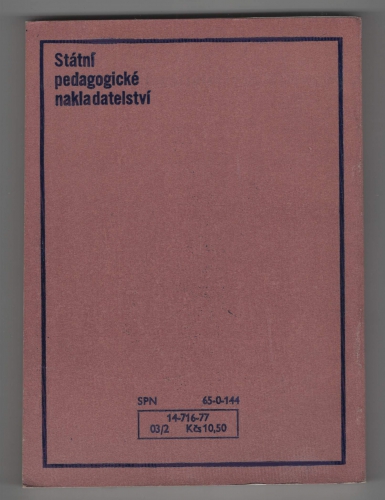 Státní
pedagogické
nakladatelství
SPN 65-0-144
14-716-77
03/2 Kčs 10,50